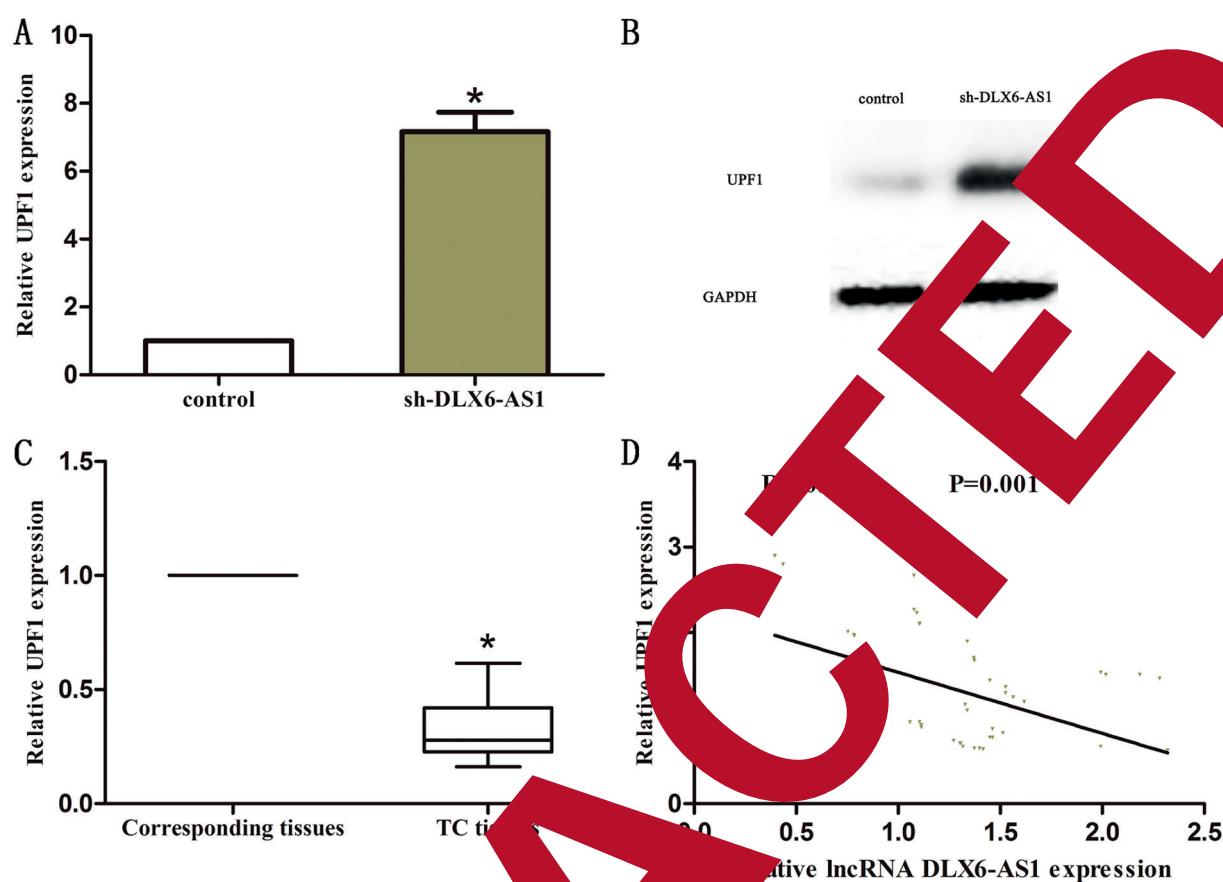 A
10
8
6
4
2
0
Relative UPF1 expression
*
control
sh-DLX6-AS1
B
control
sh-DLX6-AS1
UPF1
GAPDH
C
1.5
1.0
0.5
0.0
Relative UPF1 expression
*
Corresponding tissues
TC
D
4
3
0
Relative UPF1 expression
P=0.001
0.5
1.0
1.5
2.0
2.5
lncRNA DLX6-AS1 expression
ACTED